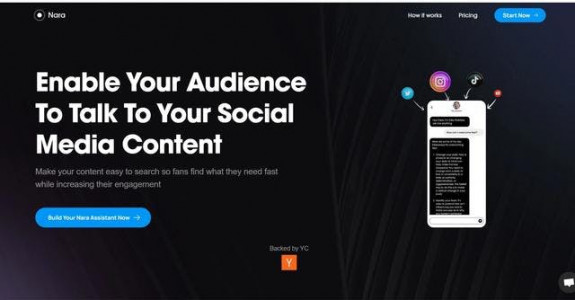 Nara
How it works
Pricing
Start Now →
Enable Your Audience
To Talk To Your Social
Media Content
Make your content easy to search so fans find what they need fast
while increasing their engagement
Build Your Nara Assistant Now →
Backed by YC
Y